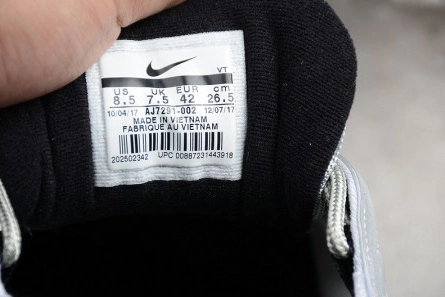 VT
US UK EUR cm
8.5 7.5 42 26.5
10/04/17 AJ7291-002 12/07/17
MADE IN VIETNAM
FABRIQUE AU VIETNAM
202502342 UPC 00887231443918